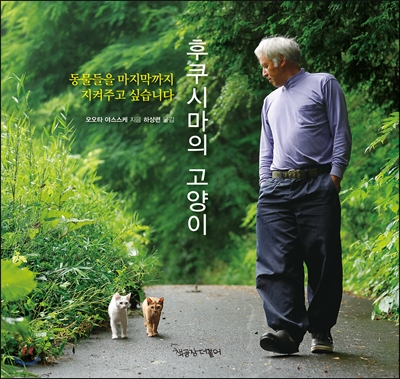 동물들을 마지막까지
지켜주고 싶습니다
후쿠시마의 고양이
오오타 야스스케 지음 하상련 옮김
책공장더불어